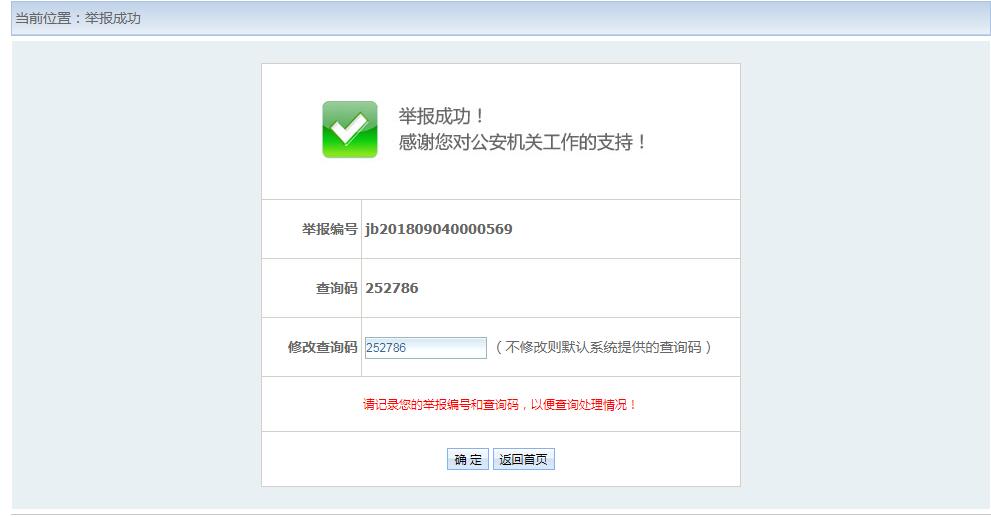 当前位置：举报成功
举报成功！
感谢您对公安机关工作的支持！
举报编号 jb201809040000569
查询码 252786
修改查询码 252786 （不修改则默认系统提供的查询码）
请记录您的举报编号和查询码，以便查询处理情况！
确 定 返回首页